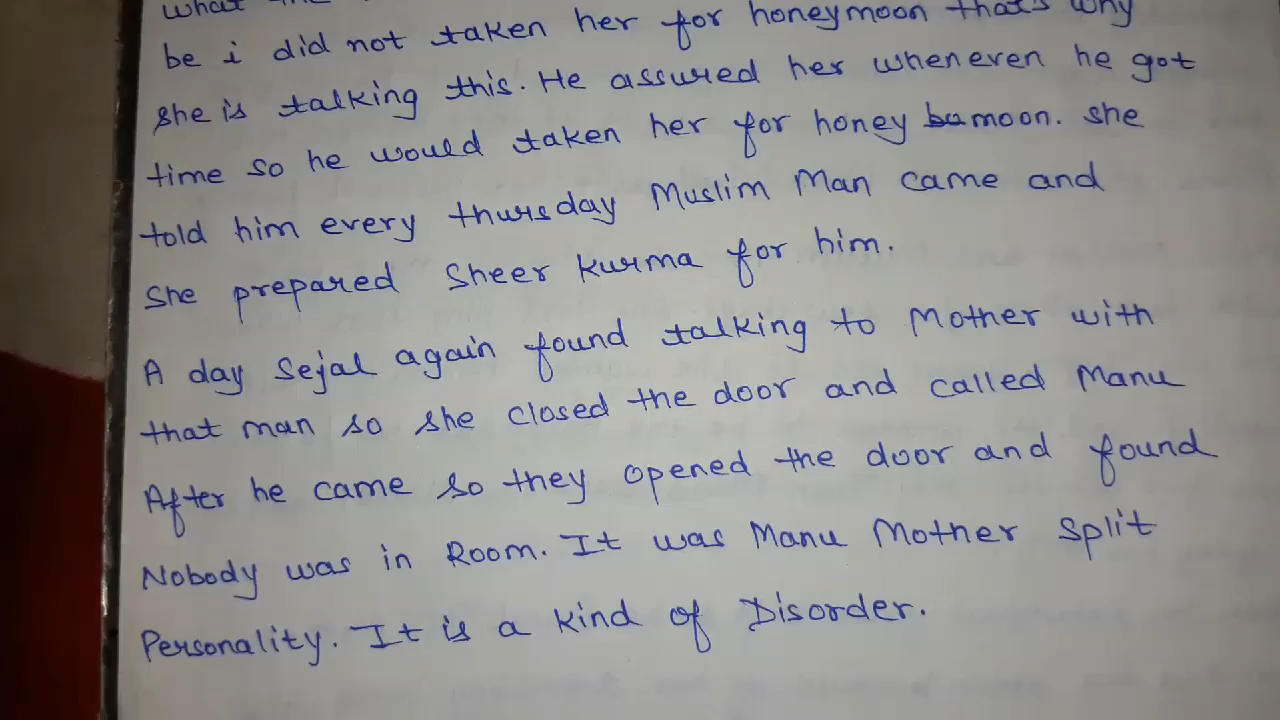 what the
be i did not taken her for honeymoon that's why
she is talking this. He assured her whenever he got
time so he would taken her for honey bamoon. she
told him every thursday Muslim Man came and
she prepared Sheer Kurma for him.
A day Sejal again found talking to Mother with
that man so she closed the door and called Manu
After he came so they opened the door and found
Nobody was in Room. It was Manu Mother Split
Personality. It is a kind of Disorder.